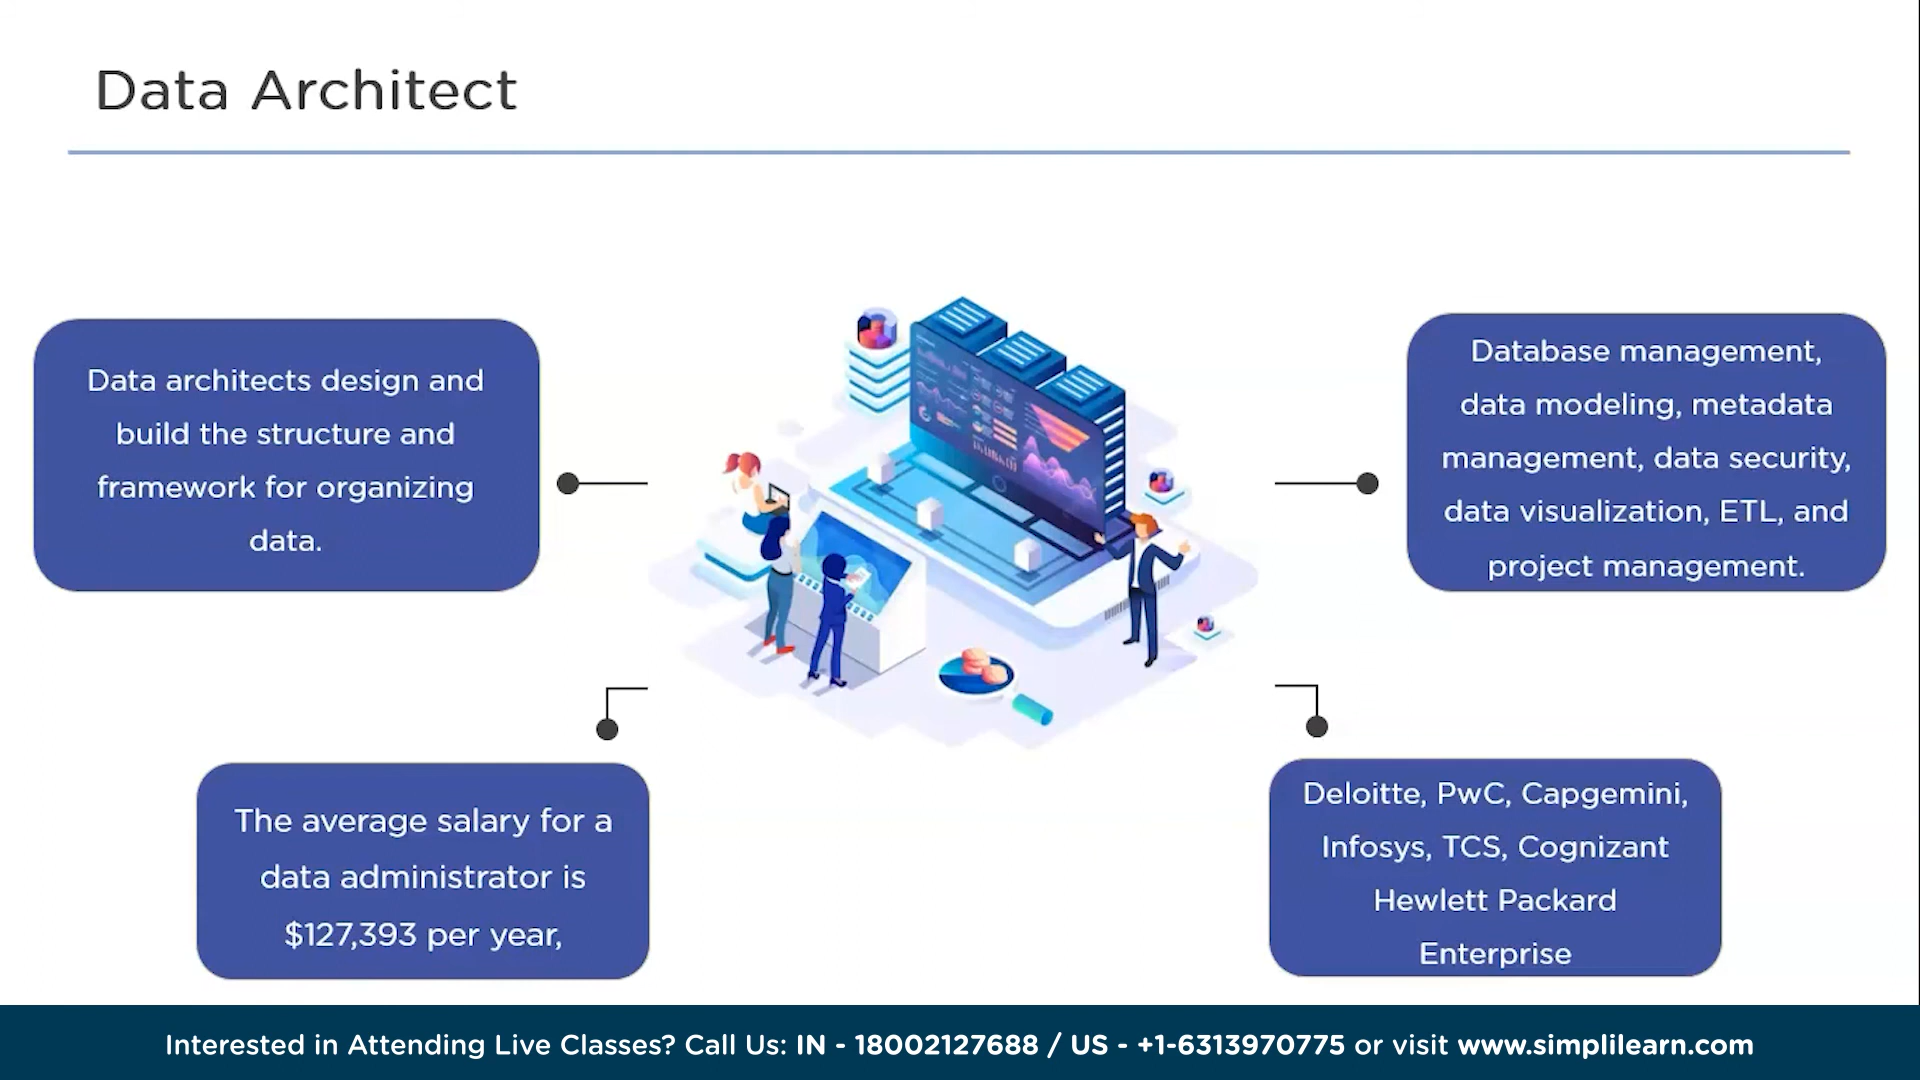 Data Architect
Data architects design and
build the structure and
framework for organizing
data.
Database management,
data modeling, metadata
management, data security,
data visualization, ETL, and
project management.
The average salary for a
data administrator is
$127,393 per year,
Deloitte, PwC, Capgemini,
Infosys, TCS, Cognizant
Hewlett Packard
Enterprise
Interested in Attending Live Classes? Call Us: IN - 18002127688 / US - +1-6313970775 or visit www.simplilearn.com